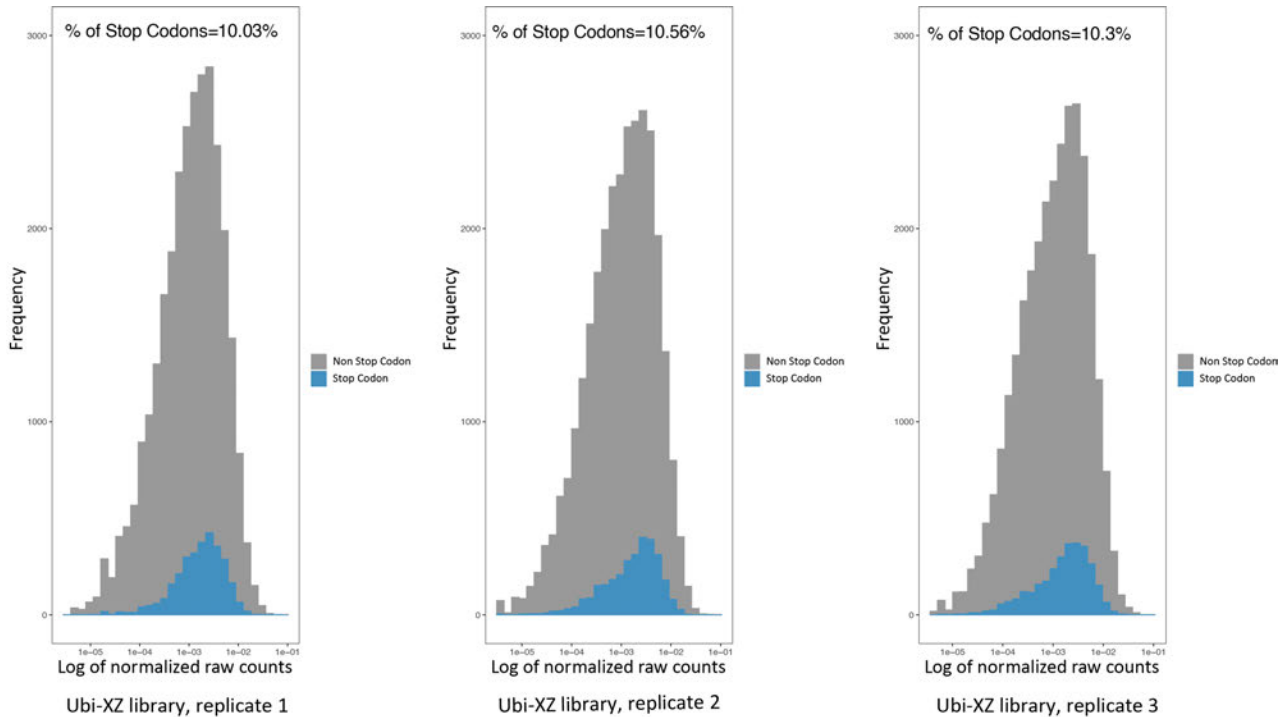 % of Stop Codons=10.03%
3000
2000
1000
0
Frequency
1e-05 1e-04 1e-03 1e-02 1e-01
Log of normalized raw counts
Non Stop Codon
Stop Codon
Ubi-XZ library, replicate 1
% of Stop Codons=10.56%
3000
2000
1000
0
Frequency
1e-05 1e-04 1e-03 1e-02 1e-01
Log of normalized raw counts
Non Stop Codon
Stop Codon
Ubi-XZ library, replicate 2
% of Stop Codons=10.3%
3000
2000
1000
0
Frequency
1e-05 1e-04 1e-03 1e-02 1e-01
Log of normalized raw counts
Non Stop Codon
Stop Codon
Ubi-XZ library, replicate 3